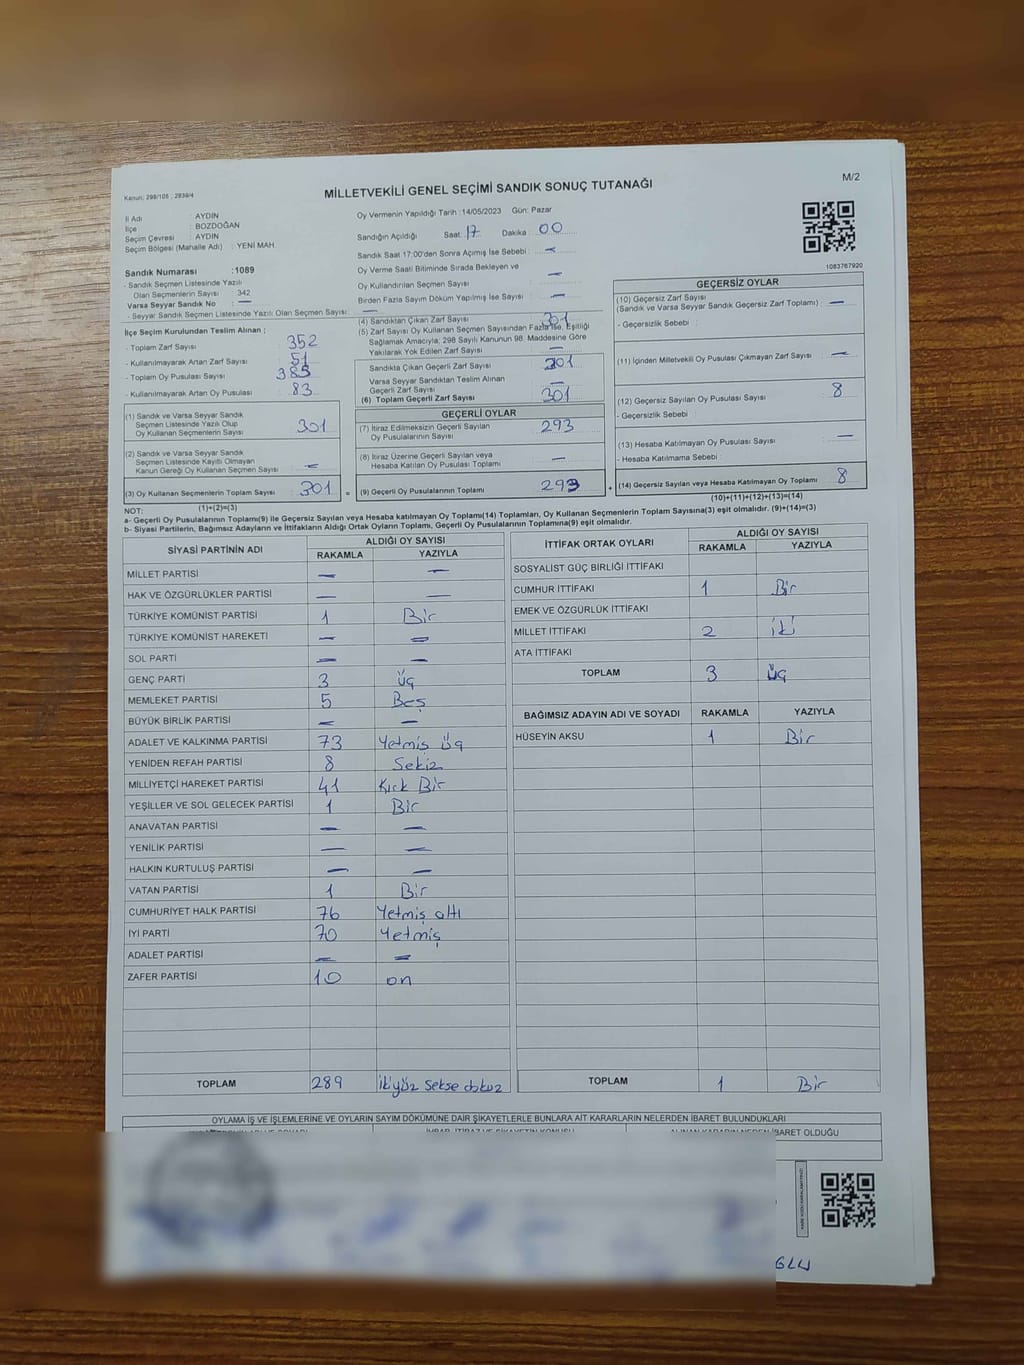 Kanun: 298/105 ; 2839/4
MİLLETVEKİLİ GENEL SEÇİMİ SANDIK SONUÇ TUTANAĞI
M/2
İl Adı : AYDIN
İlçe : BOZDOĞAN
Seçim Çevresi : AYDIN
Seçim Bölgesi (Mahalle Adı) : YENİ MAH.
Sandık Numarası :1089
- Sandık Seçmen Listesinde Yazılı
Olan Seçmenlerin Sayısı : 342
Varsa Seyyar Sandık No : —
- Seyyar Sandık Seçmen Listesinde Yazılı Olan Seçmen Sayısı : —
Oy Vermenin Yapıldığı Tarih :14/05/2023 Gün: Pazar
Sandığın Açıldığı Saat: 17 Dakika : 00
Sandık Saat 17:00'den Sonra Açımış İse Sebebi : —
Oy Verme Saati Bitiminde Sırada Bekleyen ve
Oy Kullandırılan Seçmen Sayısı : —
Birden Fazla Sayım Döküm Yapılmış İse Sayısı : —
1083767920
İlçe Seçim Kurulundan Teslim Alınan ;
- Toplam Zarf Sayısı : 352
- Kullanılmayarak Artan Zarf Sayısı : 51
- Toplam Oy Pusulası Sayısı : 385
- Kullanılmayarak Artan Oy Pusulası : 83
(4) Sandıktan Çıkan Zarf Sayısı : 301
(5) Zarf Sayısı Oy Kullanan Seçmen Sayısından Fazla İse, Eşitliği
Sağlamak Amacıyla; 298 Sayılı Kanunun 98. Maddesine Göre
Yakılarak Yok Edilen Zarf Sayısı : —
Sandıkta Çıkan Geçerli Zarf Sayısı : 301
Varsa Seyyar Sandıktan Teslim Alınan
Geçerli Zarf Sayısı : —
(6) Toplam Geçerli Zarf Sayısı : 301
GEÇERSİZ OYLAR
(10) Geçersiz Zarf Sayısı
(Sandık ve Varsa Seyyar Sandık Geçersiz Zarf Toplamı) : —
- Geçersizlik Sebebi :
(11) İçinden Milletvekili Oy Pusulası Çıkmayan Zarf Sayısı : —
(12) Geçersiz Sayılan Oy Pusulası Sayısı : 8
- Geçersizlik Sebebi :
(13) Hesaba Katılmayan Oy Pusulası Sayısı : —
- Hesaba Katılmama Sebebi :
(14) Geçersiz Sayılan veya Hesaba Katılmayan Oy Toplamı : 8
(10)+(11)+(12)+(13)=(14)
(1) Sandık ve Varsa Seyyar Sandık
Seçmen Listesinde Yazılı Olup
Oy Kullanan Seçmenlerin Sayısı : 301
(2) Sandık ve Varsa Seyyar Sandık
Seçmen Listesinde Kayıtlı Olmayan
Kanun Gereği Oy Kullanan Seçmen Sayısı : —
(3) Oy Kullanan Seçmenlerin Toplam Sayısı : 301 =
(1)+(2)=(3)
GEÇERLİ OYLAR
(7) İtiraz Edilmeksizin Geçerli Sayılan
Oy Pusulalarının Sayısı : 293
(8) İtiraz Üzerine Geçerli Sayılan veya
Hesaba Katılan Oy Pusulası Toplamı : —
(9) Geçerli Oy Pusulalarının Toplamı : 293 +
NOT:
a- Geçerli Oy Pusulalarının Toplamı(9) ile Geçersiz Sayılan veya Hesaba katılmayan Oy Toplamı(14) Toplamları, Oy Kullanan Seçmenlerin Toplam Sayısına(3) eşit olmalıdır. (9)+(14)=(3)
b- Siyasi Partilerin, Bağımsız Adayların ve İttifakların Aldığı Ortak Oyların Toplamı, Geçerli Oy Pusulalarının Toplamına(9) eşit olmalıdır.
SİYASİ PARTİNİN ADI ALDIĞI OY SAYISI
RAKAMLA YAZIYLA
MİLLET PARTİSİ — —
HAK VE ÖZGÜRLÜKLER PARTİSİ — —
TÜRKİYE KOMÜNİST PARTİSİ 1 Bir
TÜRKİYE KOMÜNİST HAREKETİ — —
SOL PARTİ — —
GENÇ PARTİ 3 üç
MEMLEKET PARTİSİ 5 Beş
BÜYÜK BİRLİK PARTİSİ — —
ADALET VE KALKINMA PARTİSİ 73 Yetmiş üç
YENİDEN REFAH PARTİSİ 8 Sekiz
MİLLİYETÇİ HAREKET PARTİSİ 41 Kırk Bir
YEŞİLLER VE SOL GELECEK PARTİSİ 1 Bir
ANAVATAN PARTİSİ — —
YENİLİK PARTİSİ — —
HALKIN KURTULUŞ PARTİSİ — —
VATAN PARTİSİ 1 Bir
CUMHURİYET HALK PARTİSİ 76 Yetmiş altı
İYİ PARTİ 70 Yetmiş
ADALET PARTİSİ — —
ZAFER PARTİSİ 10 on
TOPLAM 289 ikiyüz sekse dokuz
İTTİFAK ORTAK OYLARI ALDIĞI OY SAYISI
RAKAMLA YAZIYLA
SOSYALİST GÜÇ BİRLİĞİ İTTİFAKI
CUMHUR İTTİFAKI 1 Bir
EMEK VE ÖZGÜRLÜK İTTİFAKI
MİLLET İTTİFAKI 2 iki
ATA İTTİFAKI
TOPLAM 3 üç
BAĞIMSIZ ADAYIN ADI VE SOYADI RAKAMLA YAZIYLA
HÜSEYİN AKSU 1 Bir
TOPLAM 1 Bir
OYLAMA İŞ VE İŞLEMLERİNE VE OYLARIN SAYIM DÖKÜMÜNE DAİR ŞİKAYETLERLE BUNLARA AİT KARARLARIN NELERDEN İBARET BULUNDUKLARI
İHBAR, İTİRAZ VE ŞİKAYETİN KONUSU ALINAN KARARIN NEDEN İBARET OLDUĞU